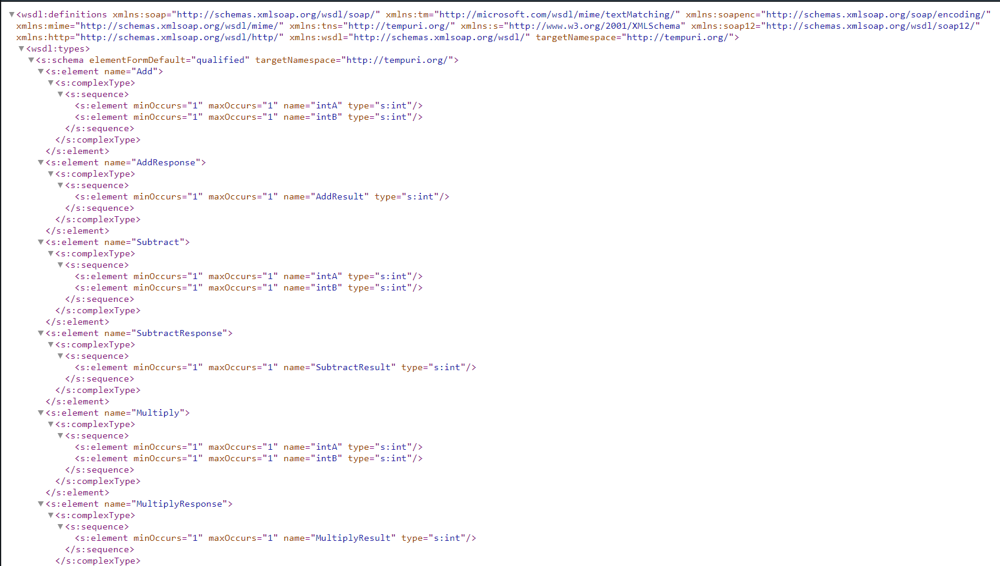 ▼<wsdl:definitions xmlns:soap="http://schemas.xmlsoap.org/wsdl/soap/" xmlns:tm="http://microsoft.com/wsdl/mime/textMatching/" xmlns:soapenc="http://schemas.xmlsoap.org/soap/encoding/"
xmlns:mime="http://schemas.xmlsoap.org/wsdl/mime/" xmlns:tns="http://tempuri.org/" xmlns:s="http://www.w3.org/2001/XMLSchema" xmlns:soap12="http://schemas.xmlsoap.org/wsdl/soap12/"
xmlns:http="http://schemas.xmlsoap.org/wsdl/http/" xmlns:wsdl="http://schemas.xmlsoap.org/wsdl/" targetNamespace="http://tempuri.org/">
▼<wsdl:types>
▼<s:schema elementFormDefault="qualified" targetNamespace="http://tempuri.org/">
▼<s:element name="Add">
▼<s:complexType>
▼<s:sequence>
<s:element minOccurs="1" maxOccurs="1" name="intA" type="s:int"/>
<s:element minOccurs="1" maxOccurs="1" name="intB" type="s:int"/>
</s:sequence>
</s:complexType>
</s:element>
▼<s:element name="AddResponse">
▼<s:complexType>
▼<s:sequence>
<s:element minOccurs="1" maxOccurs="1" name="AddResult" type="s:int"/>
</s:sequence>
</s:complexType>
</s:element>
▼<s:element name="Subtract">
▼<s:complexType>
▼<s:sequence>
<s:element minOccurs="1" maxOccurs="1" name="intA" type="s:int"/>
<s:element minOccurs="1" maxOccurs="1" name="intB" type="s:int"/>
</s:sequence>
</s:complexType>
</s:element>
▼<s:element name="SubtractResponse">
▼<s:complexType>
▼<s:sequence>
<s:element minOccurs="1" maxOccurs="1" name="SubtractResult" type="s:int"/>
</s:sequence>
</s:complexType>
</s:element>
▼<s:element name="Multiply">
▼<s:complexType>
▼<s:sequence>
<s:element minOccurs="1" maxOccurs="1" name="intA" type="s:int"/>
<s:element minOccurs="1" maxOccurs="1" name="intB" type="s:int"/>
</s:sequence>
</s:complexType>
</s:element>
▼<s:element name="MultiplyResponse">
▼<s:complexType>
▼<s:sequence>
<s:element minOccurs="1" maxOccurs="1" name="MultiplyResult" type="s:int"/>
</s:sequence>
</s:complexType>